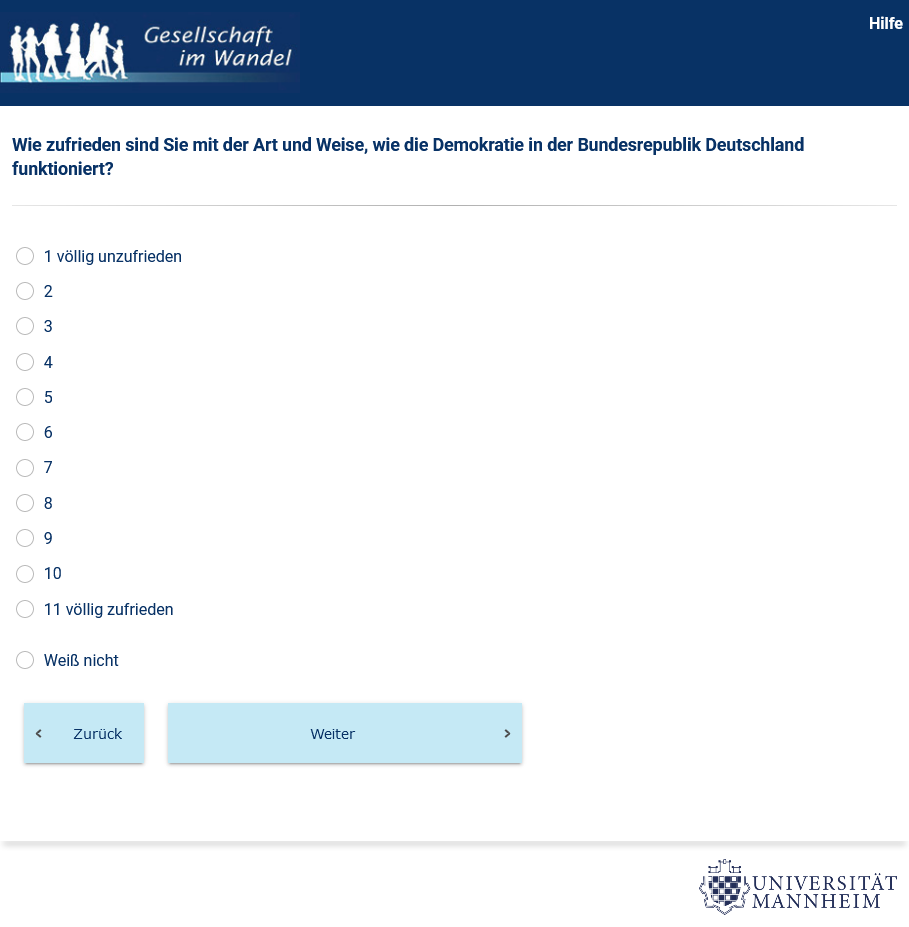 Gesellschaft
im Wandel
Hilfe
Wie zufrieden sind Sie mit der Art und Weise, wie die Demokratie in der Bundesrepublik Deutschland
funktioniert?
1 völlig unzufrieden
2
3
4
5
6
7
8
9
10
11 völlig zufrieden
Weiß nicht
< Zurück
Weiter >
UNIVERSITÄT
MANNHEIM